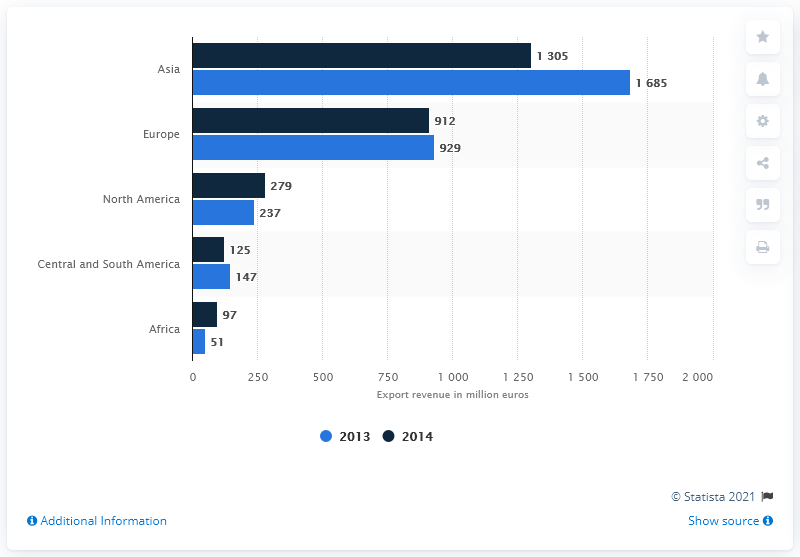 Asia
1 305
1 685
Europe
912
929
North America
279
237
Central and South America
125
147
Africa
97
51
0 250 500 750 1 000 1 250 1 500 1 750 2 000
Export revenue in million euros
2013 2014
© Statista 2021
Additional Information Show source